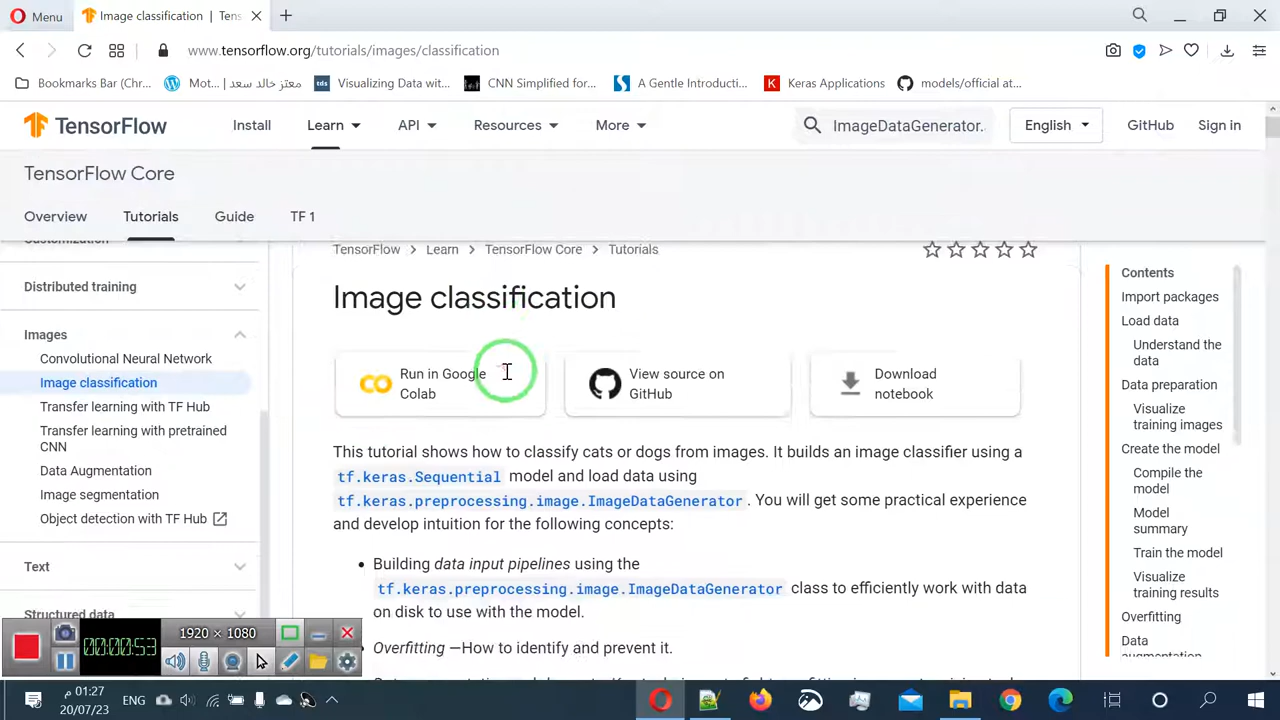 Menu
Image classification | Tens
www.tensorflow.org/tutorials/images/classification
Bookmarks Bar (Chr...
معتز خالد سعد | Mot...
tds Visualizing Data wit...
CNN Simplified for...
A Gentle Introducti...
K Keras Applications
models/official at...
TensorFlow
Install
Learn
API
Resources
More
ImageDataGenerator.
English
GitHub
Sign in
TensorFlow Core
Overview
Tutorials
Guide
TF 1
Customization
Distributed training
Images
Convolutional Neural Network
Image classification
Transfer learning with TF Hub
Transfer learning with pretrained
CNN
Data Augmentation
Image segmentation
Object detection with TF Hub
Text
Structured data
TensorFlow > Learn > TensorFlow Core > Tutorials
Image classification
Run in Google
Colab
View source on
GitHub
Download
notebook
This tutorial shows how to classify cats or dogs from images. It builds an image classifier using a
tf.keras.Sequential model and load data using
tf.keras.preprocessing.image.ImageDataGenerator. You will get some practical experience
and develop intuition for the following concepts:
• Building data input pipelines using the
tf.keras.preprocessing.image.ImageDataGenerator class to efficiently work with data
on disk to use with the model.
Overfitting —How to identify and prevent it.
Contents
Import packages
Load data
Understand the
data
Data preparation
Visualize
training images
Create the model
Compile the
model
Model
summary
Train the model
Visualize
training results
Overfitting
Data
augmentation
000:00:53
1920 × 1080
01:27 م
20/07/23
ENG